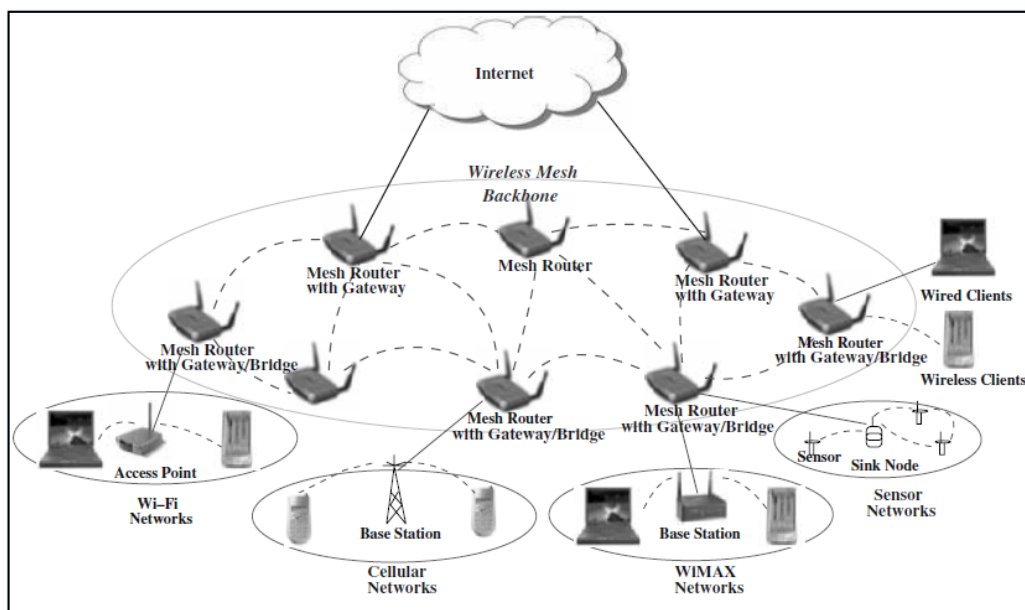 Internet
Wireless Mesh
Backbone
Mesh Router
with Gateway
Mesh Router
Mesh Router
with Gateway
Wired Clients
Mesh Router
with Gateway/Bridge
Mesh Router
with Gateway/Bridge
Wireless Clients
Mesh Router
with Gateway/Bridge
Mesh Router
with Gateway/Bridge
Access Point
Wi–Fi
Networks
Sensor
Sink Node
Sensor
Networks
Base Station
Cellular
Networks
Base Station
WiMAX
Networks